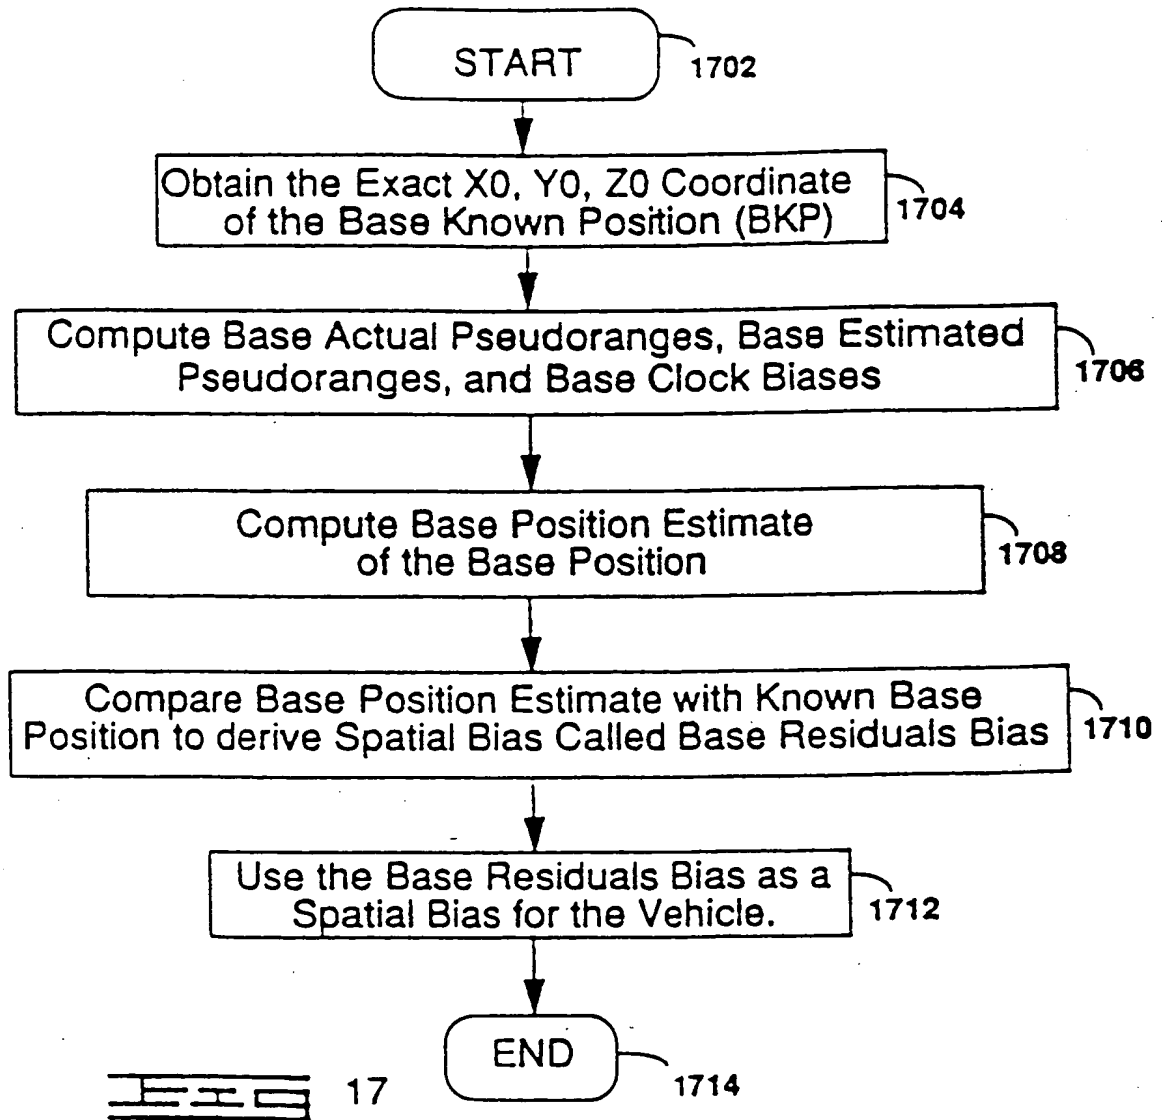 START
1702
Obtain the Exact X0, Y0, Z0 Coordinate
of the Base Known Position (BKP)
1704
Compute Base Actual Pseudoranges, Base Estimated
Pseudoranges, and Base Clock Biases
1706
Compute Base Position Estimate
of the Base Position
1708
Compare Base Position Estimate with Known Base
Position to derive Spatial Bias Called Base Residuals Bias
1710
Use the Base Residuals Bias as a
Spatial Bias for the Vehicle.
1712
END
1714
FIG 17